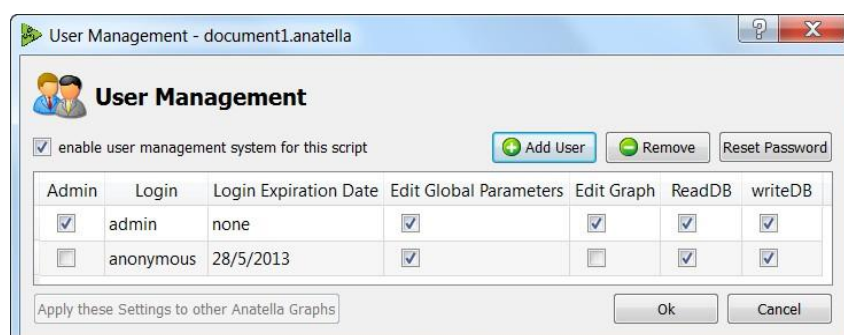 User Management - document1.anatella
User Management
enable user management system for this script
Add User
Remove
Reset Password
Admin Login Login Expiration Date Edit Global Parameters Edit Graph ReadDB writeDB
admin none
anonymous 28/5/2013
Apply these Settings to other Anatella Graphs
Ok
Cancel